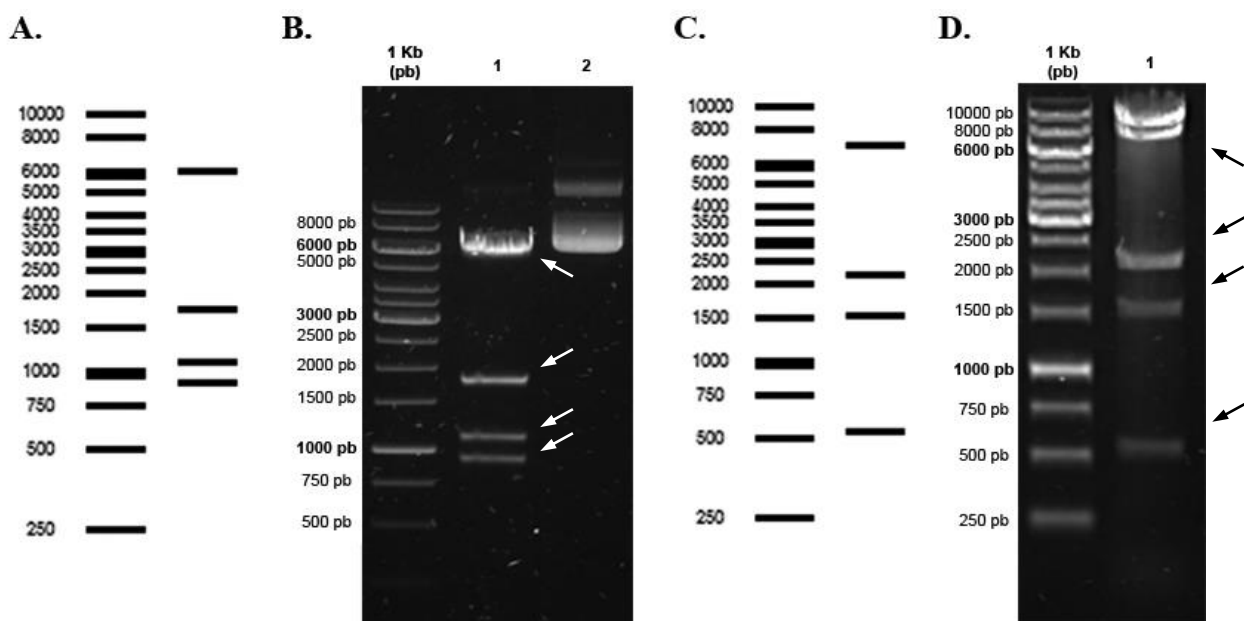 A.
10000
8000
6000
5000
4000
3500
3000
2500
2000
1500
1000
750
500
250
B.
1 Kb
(pb)
1
2
8000 pb
6000 pb
5000 pb
3000 pb
2500 pb
2000 pb
1500 pb
1000 pb
750 pb
500 pb
C.
10000
8000
6000
5000
4000
3500
3000
2500
2000
1500
1000
750
500
250
D.
1 Kb
(pb)
1
10000 pb
8000 pb
6000 pb
3000 pb
2500 pb
2000 pb
1500 pb
1000 pb
750 pb
500 pb
250 pb